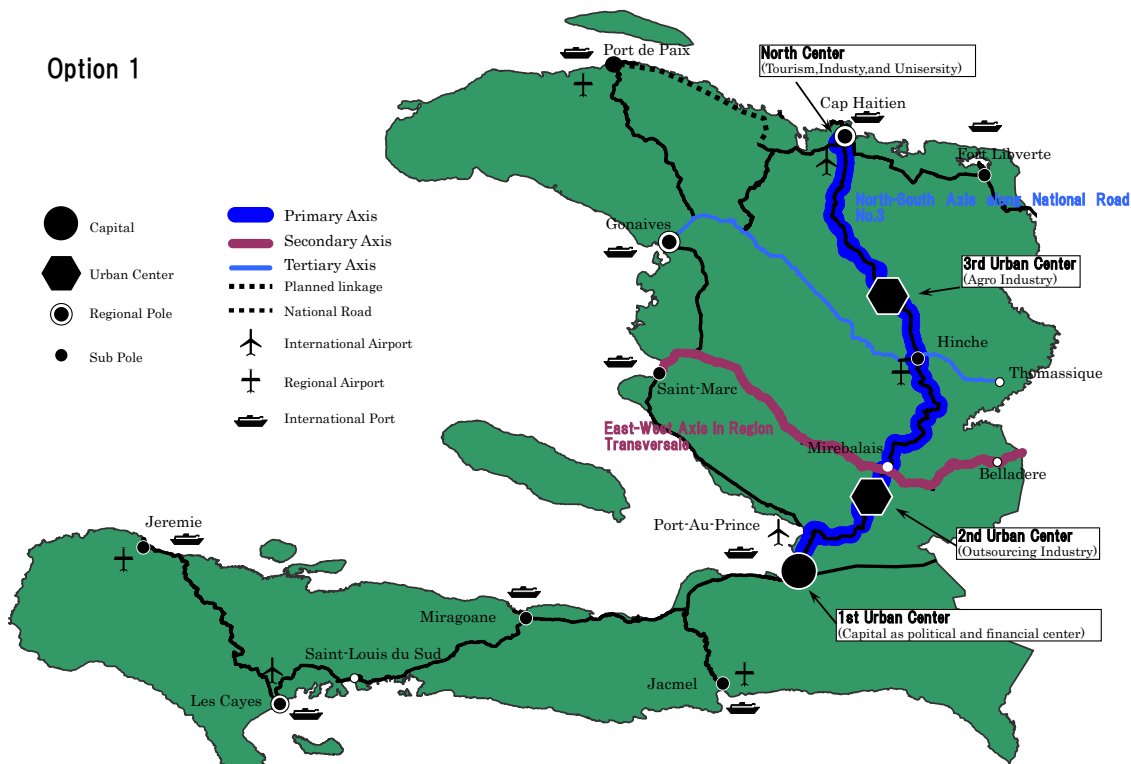 Option 1
Capital
Urban Center
Regional Pole
Sub Pole
Primary Axis
Secondary Axis
Tertiary Axis
Planned linkage
National Road
International Airport
Regional Airport
International Port
Port de Paix
North Center
(Tourism,Industy,and Unisersity)
Cap Haitien
Fort Libverte
North-South Axis along National Road
No.3
Gonaives
3rd Urban Center
(Agro Industry)
Hinche
Thomassique
Saint-Marc
East-West Axis in Region
Transversale
Mirebalais
Belladere
Port-Au-Prince
2nd Urban Center
(Outsourcing Industry)
Jeremie
1st Urban Center
(Capital as political and financial center)
Miragoane
Saint-Louis du Sud
Les Cayes
Jacmel